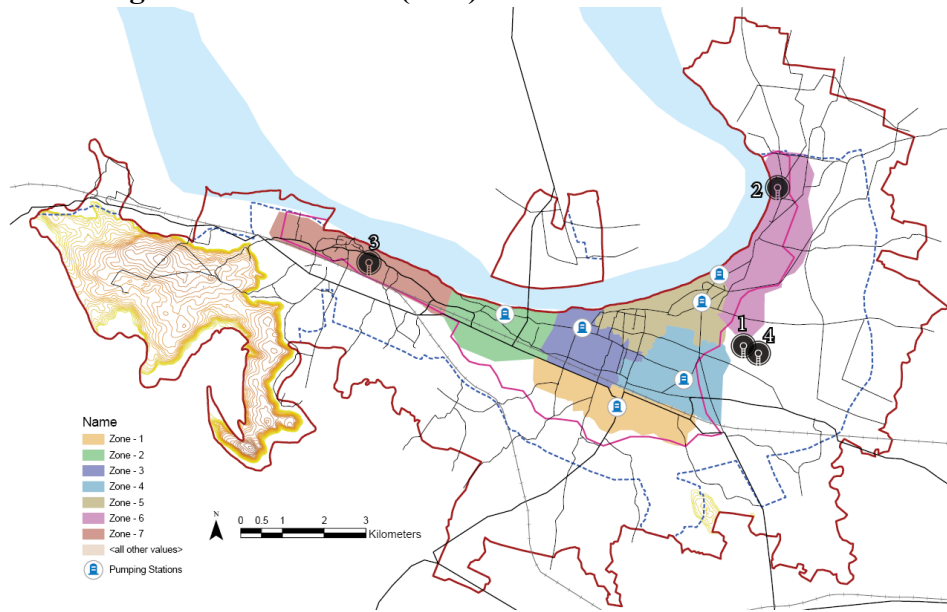 2
3
1
4
Name
Zone - 1
Zone - 2
Zone - 3
Zone - 4
Zone - 5
Zone - 6
Zone - 7
<all other values>
Pumping Stations
N
0 0.5 1 2 3
Kilometers